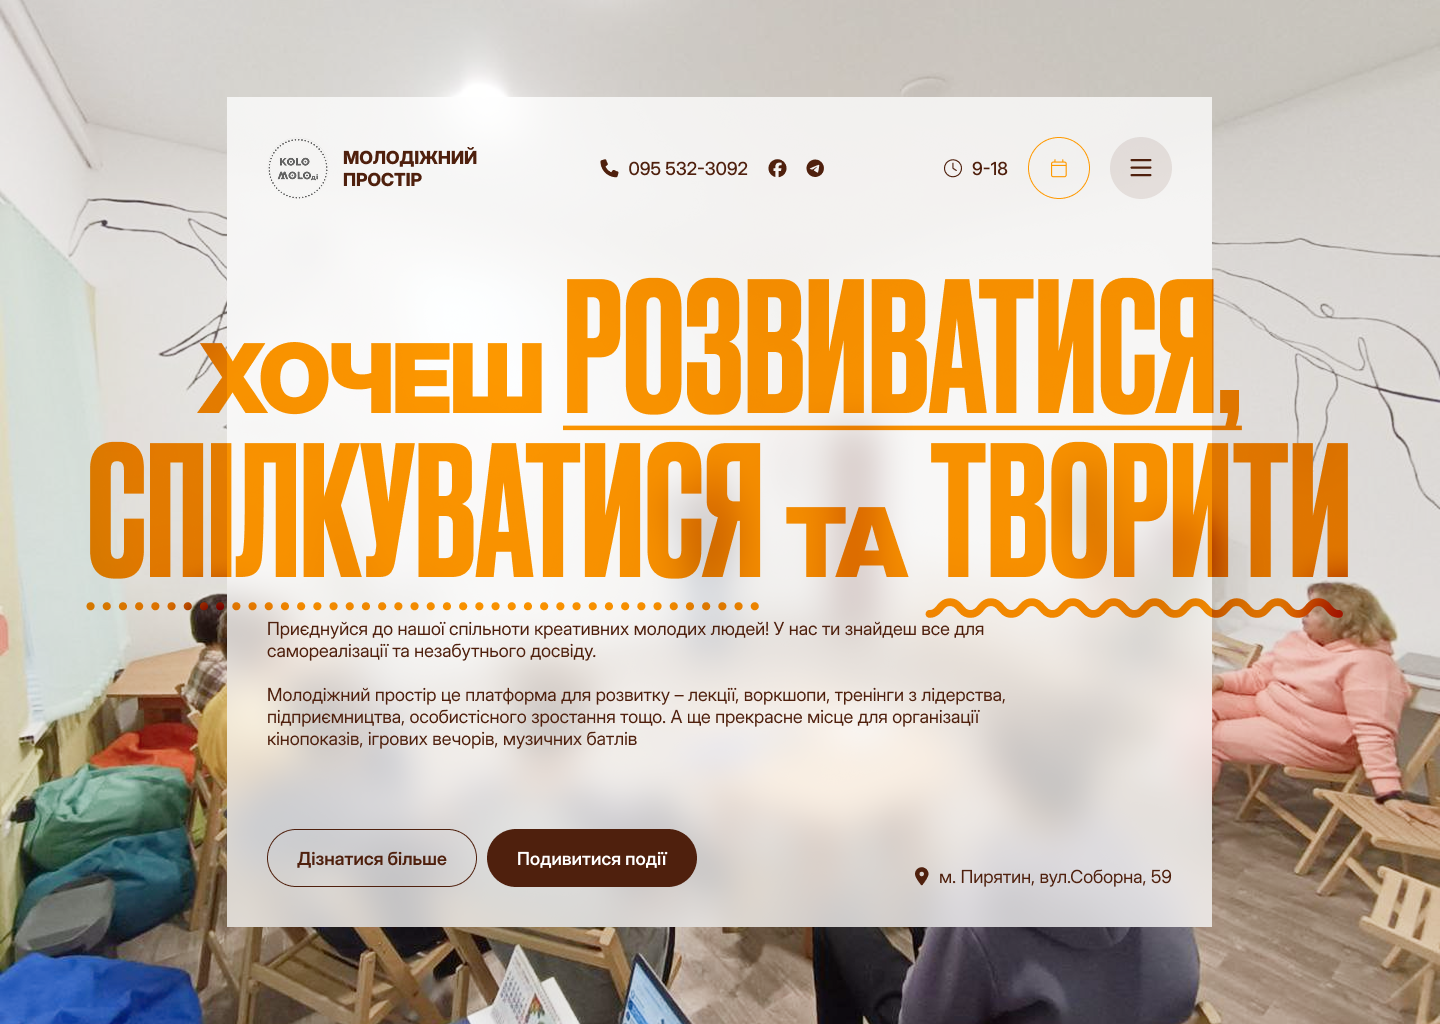 KOLO
MOLOді
МОЛОДІЖНИЙ
ПРОСТІР
095 532-3092
9-18
ХОЧЕШ РОЗВИВАТИСЯ,
СПІЛКУВАТИСЯ ТА ТВОРИТИ
Приєднуйся до нашої спільноти креативних молодих людей! У нас ти знайдеш все для
самореалізації та незабутнього досвіду.
Молодіжний простір це платформа для розвитку – лекції, воркшопи, тренінги з лідерства,
підприємництва, особистісного зростання тощо. А ще прекрасне місце для організації
кінопоказів, ігрових вечорів, музичних батлів
Дізнатися більше
Подивитися події
м. Пирятин, вул.Соборна, 59